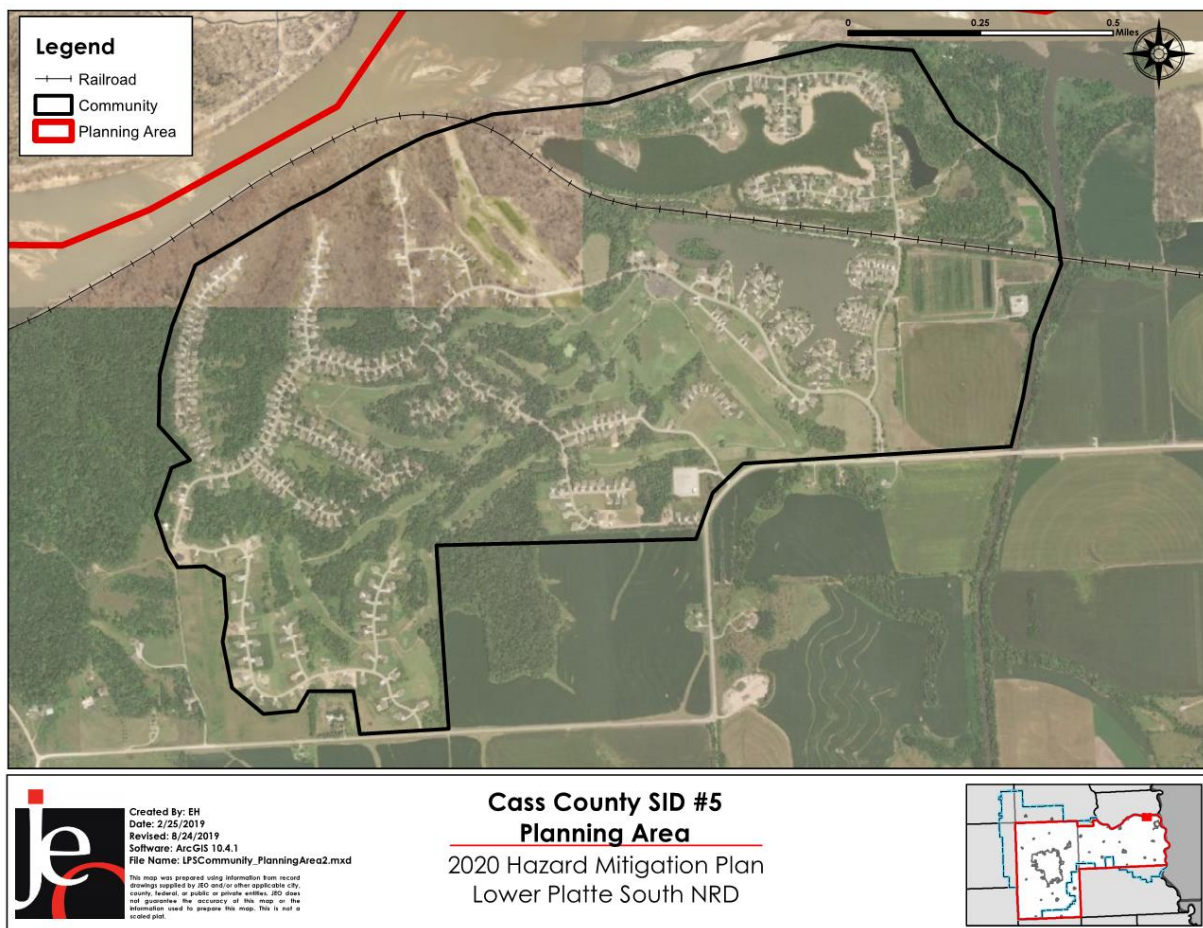 Legend
Railroad
Community
Planning Area
0 0.25 0.5
Miles
je
Created By: EH
Date: 2/25/2019
Revised: 8/24/2019
Software: ArcGIS 10.4.1
File Name: LPSCommunity_PlanningArea2.mxd
This map was prepared using information from record
drawings supplied by JEO and/or other applicable city,
county, federal, or public or private entities. JEO does
not guarantee the accuracy of this map or the
information used to prepare this map. This is not a
scaled plat.
Cass County SID #5
Planning Area
2020 Hazard Mitigation Plan
Lower Platte South NRD